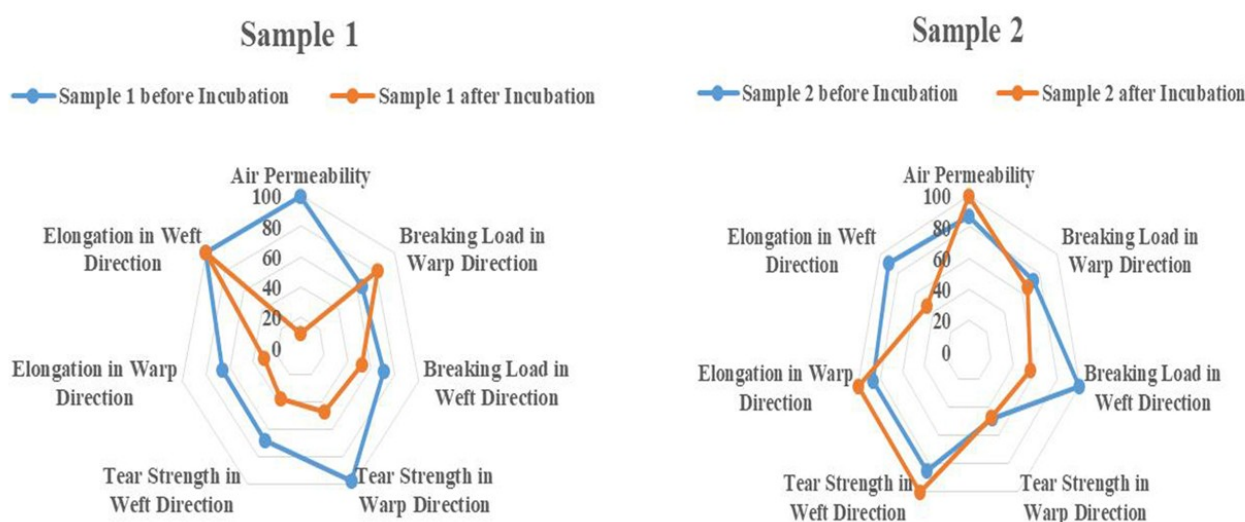 Sample 1
Sample 1 before Incubation
Sample 1 after Incubation
Air Permeability
100
80
60
40
20
0
Breaking Load in
Warp Direction
Breaking Load in
Weft Direction
Tear Strength in
Warp Direction
Tear Strength in
Weft Direction
Elongation in Warp
Direction
Elongation in Weft
Direction
Sample 2
Sample 2 before Incubation
Sample 2 after Incubation
Air Permeability
100
80
60
40
20
0
Breaking Load in
Warp Direction
Breaking Load in
Weft Direction
Tear Strength in
Warp Direction
Tear Strength in
Weft Direction
Elongation in Warp
Direction
Elongation in Weft
Direction